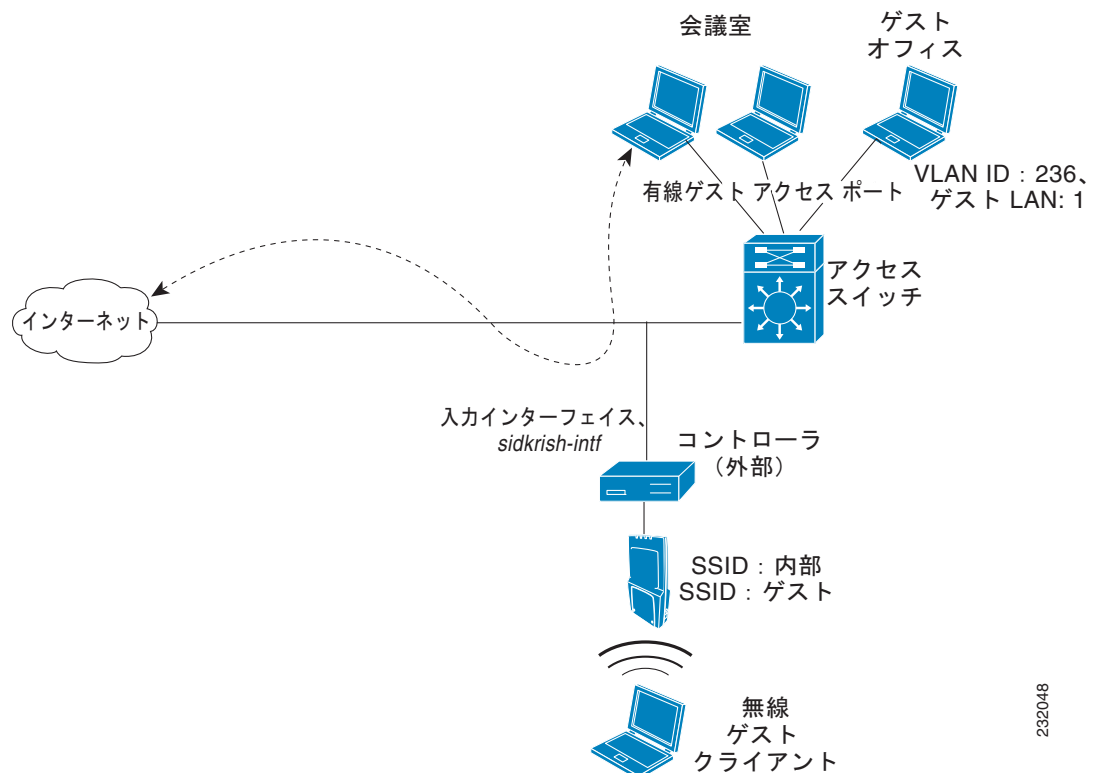 会議室
ゲスト
オフィス
有線ゲスト アクセス ポート
VLAN ID : 236、
ゲスト LAN: 1
アクセス
スイッチ
インターネット
入力インターフェイス、
sidkrish-intf
コントローラ
（外部）
SSID : 内部
SSID : ゲスト
無線
ゲスト
クライアント
232048